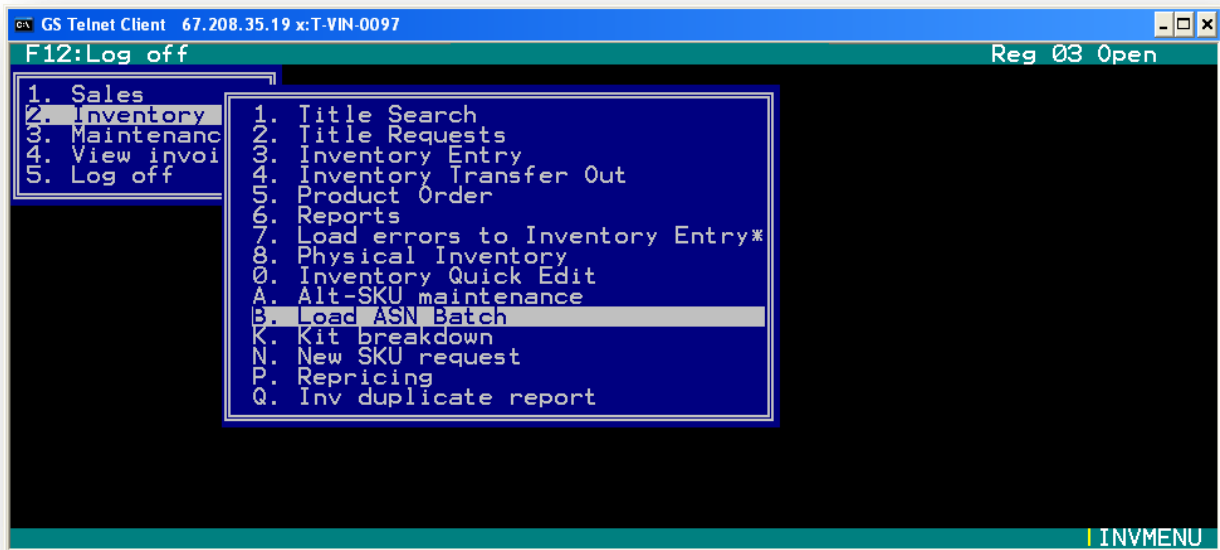 GS Telnet Client 67.208.35.19 x:T-VIN-0097
F12:Log off Reg 03 Open
1. Sales
2. Inventory
3. Maintenanc
4. View invoi
5. Log off
1. Title Search
2. Title Requests
3. Inventory Entry
4. Inventory Transfer Out
5. Product Order
6. Reports
7. Load errors to Inventory Entry*
8. Physical Inventory
0. Inventory Quick Edit
A. Alt-SKU maintenance
B. Load ASN Batch
K. Kit breakdown
N. New SKU request
P. Repricing
Q. Inv duplicate report
INVMENU